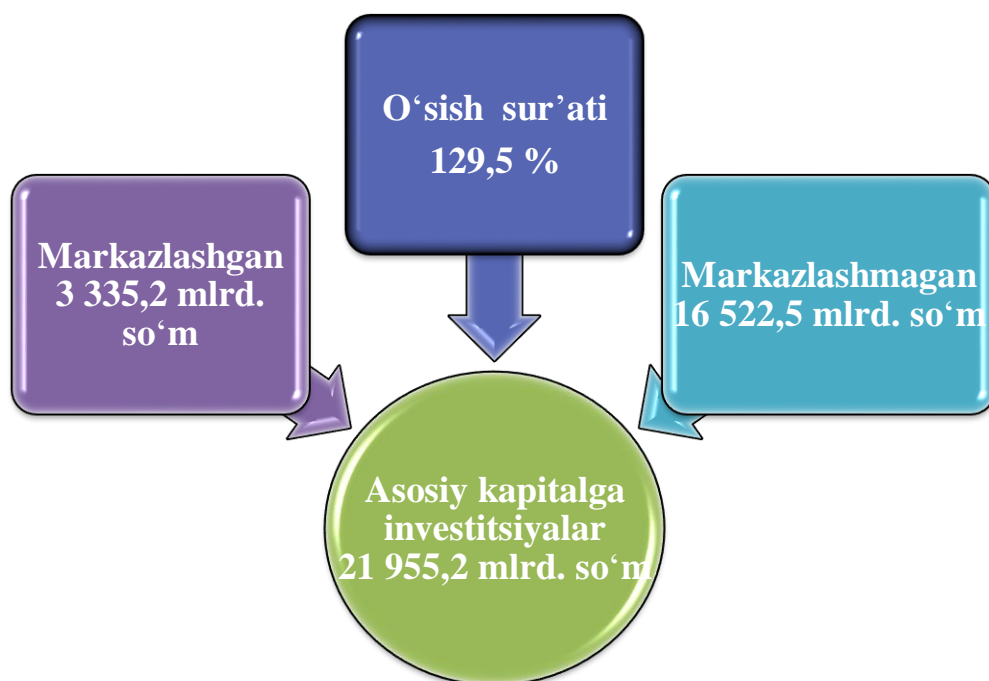 O‘sish sur’ati
129,5 %
Markazlashgan
3 335,2 mlrd.
so‘m
Markazlashmagan
16 522,5 mlrd. so‘m
Asosiy kapitalga
investitsiyalar
21 955,2 mlrd. so‘m